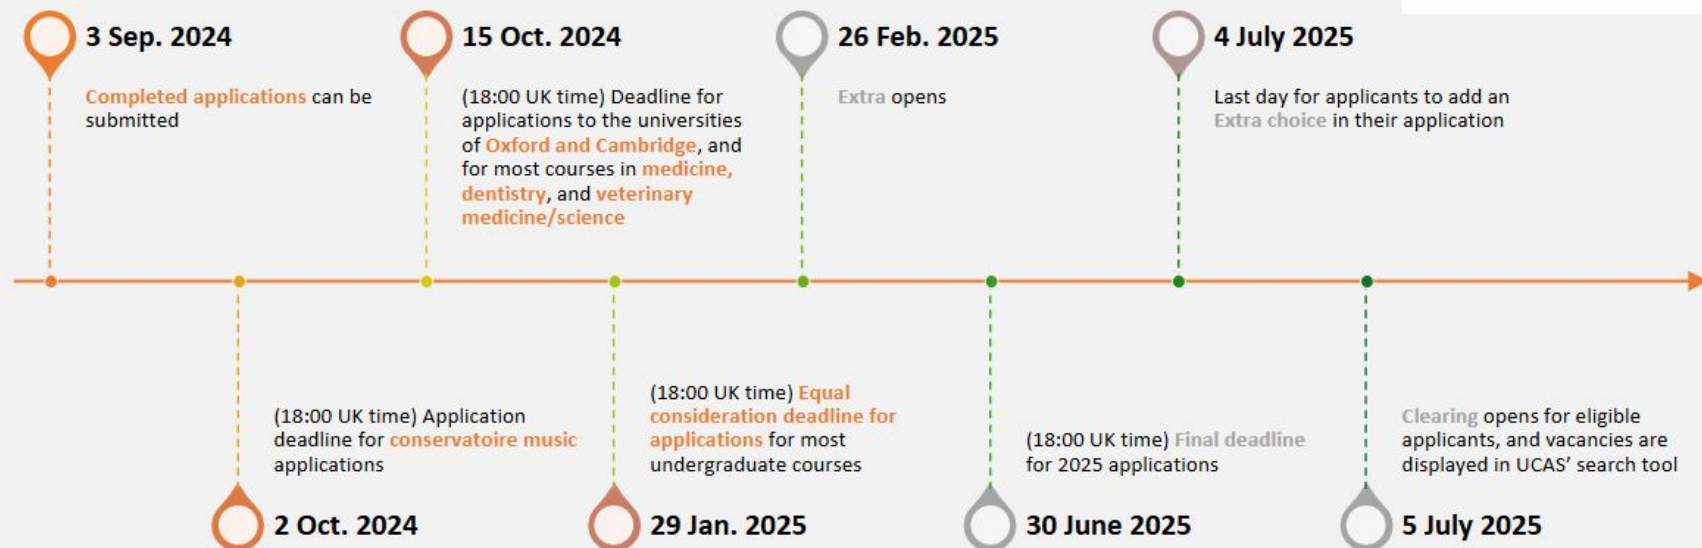 3 Sep. 2024
Completed applications can be
submitted
15 Oct. 2024
(18:00 UK time) Deadline for
applications to the universities
of Oxford and Cambridge, and
for most courses in medicine,
dentistry, and veterinary
medicine/science
26 Feb. 2025
Extra opens
4 July 2025
Last day for applicants to add an
Extra choice in their application
(18:00 UK time) Application
deadline for conservatoire music
applications
2 Oct. 2024
(18:00 UK time) Equal
consideration deadline for
applications for most
undergraduate courses
29 Jan. 2025
(18:00 UK time) Final deadline
for 2025 applications
30 June 2025
Clearing opens for eligible
applicants, and vacancies are
displayed in UCAS’ search tool
5 July 2025